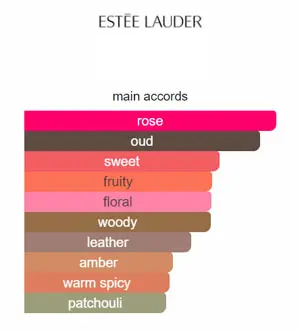 ESTĒE LAUDER
main accords
rose
oud
sweet
fruity
floral
woody
leather
amber
warm spicy
patchouli